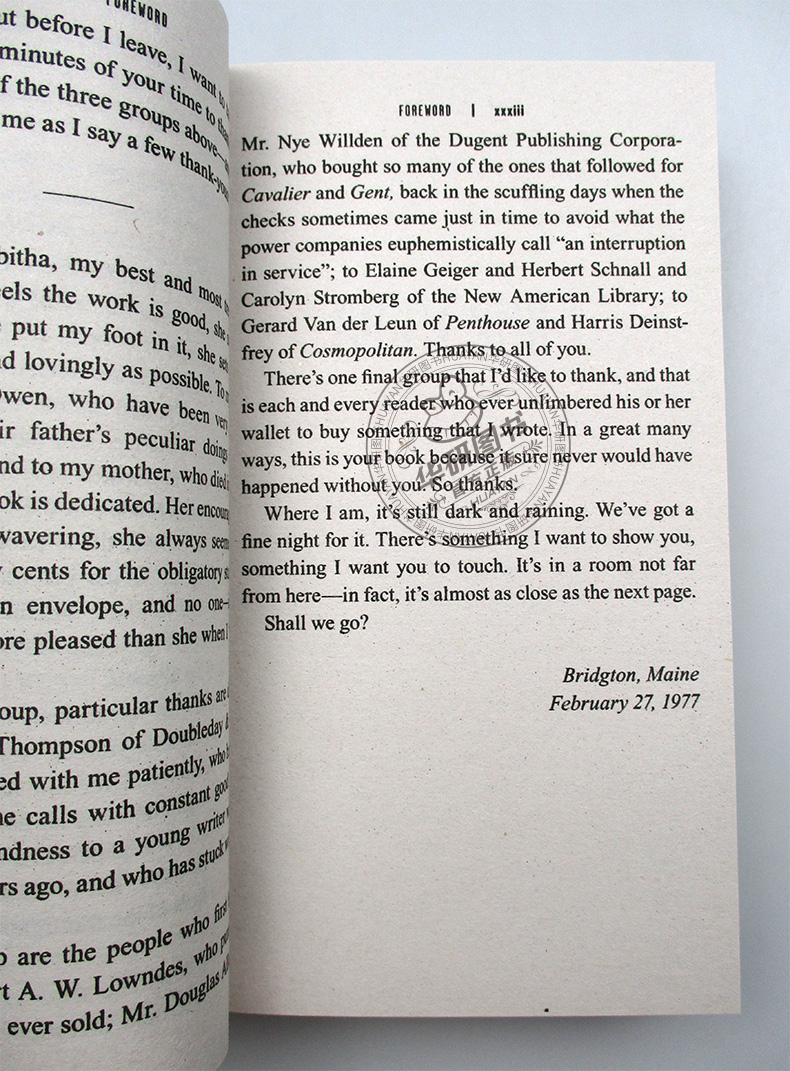 FOREWORD
ut before I leave, I want to
minutes of your time to
f the three groups above—
me as I say a few thank-you
bitha, my best and most
els the work is good, she
put my foot in it, she
nd lovingly as possible. To
Owen, who have been very
ir father's peculiar doings
nd to my mother, who died
ok is dedicated. Her encour
wavering, she always seem
cents for the obligatory
n envelope, and no one—
ore pleased than she when I
oup, particular thanks are
Thompson of Doubleday &
ed with me patiently, who
ne calls with constant good
ndness to a young writer
rs ago, and who has stuck
p are the people who first
t A. W. Lowndes, who
ever sold; Mr. Douglas
FOREWORD | xxxiii
Mr. Nye Willden of the Dugent Publishing Corpora-
tion, who bought so many of the ones that followed for
Cavalier and Gent, back in the scuffling days when the
checks sometimes came just in time to avoid what the
power companies euphemistically call “an interruption
in service”; to Elaine Geiger and Herbert Schnall and
Carolyn Stromberg of the New American Library; to
Gerard Van der Leun of Penthouse and Harris Deinst-
frey of Cosmopolitan. Thanks to all of you.
There's one final group that I'd like to thank, and that
is each and every reader who ever unlimbered his or her
wallet to buy something that I wrote. In a great many
ways, this is your book because it sure never would have
happened without you. So thanks.
Where I am, it's still dark and raining. We've got a
fine night for it. There's something I want to show you,
something I want you to touch. It's in a room not far
from here—in fact, it's almost as close as the next page.
Shall we go?
Bridgton, Maine
February 27, 1977
华研图书
HUAYAN